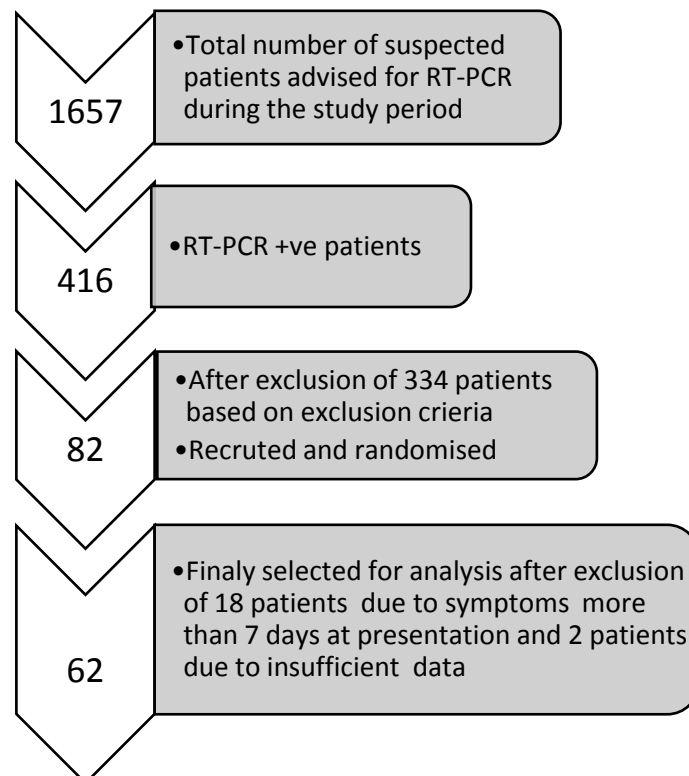 1657
•Total number of suspected
patients advised for RT-PCR
during the study period
416
•RT-PCR +ve patients
82
•After exclusion of 334 patients
based on exclusion crieria
•Recruted and randomised
62
•Finaly selected for analysis after exclusion
of 18 patients due to symptoms more
than 7 days at presentation and 2 patients
due to insufficient data